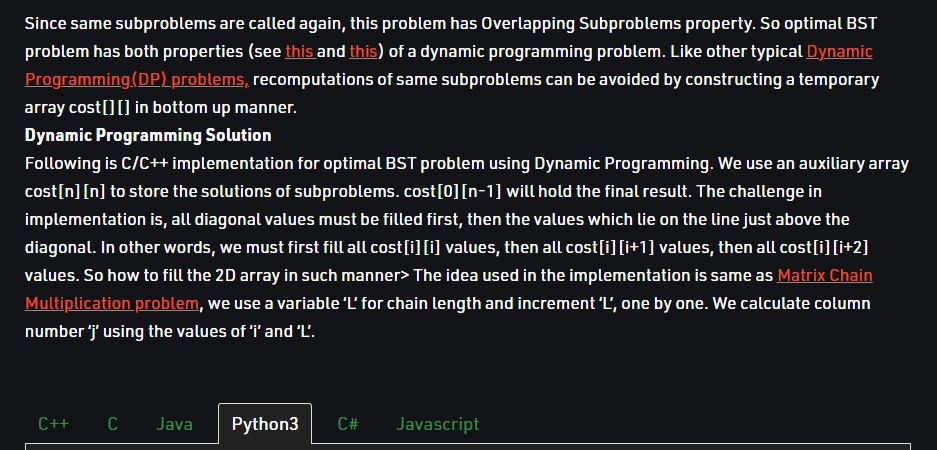 Since same subproblems are called again, this problem has Overlapping Subproblems property. So optimal BST
problem has both properties (see this and this) of a dynamic programming problem. Like other typical Dynamic
Programming(DP) problems, recomputations of same subproblems can be avoided by constructing a temporary
array cost[][] in bottom up manner.
Dynamic Programming Solution
Following is C/C++ implementation for optimal BST problem using Dynamic Programming. We use an auxiliary array
cost[n][n] to store the solutions of subproblems. cost[0][n-1] will hold the final result. The challenge in
implementation is, all diagonal values must be filled first, then the values which lie on the line just above the
diagonal. In other words, we must first fill all cost[i][i] values, then all cost[i][i+1] values, then all cost[i][i+2]
values. So how to fill the 2D array in such manner> The idea used in the implementation is same as Matrix Chain
Multiplication problem, we use a variable ‘L’ for chain length and increment ‘L’, one by one. We calculate column
number ‘j’ using the values of ‘i’ and ‘L’.
C++ C Java Python3 C# Javascript